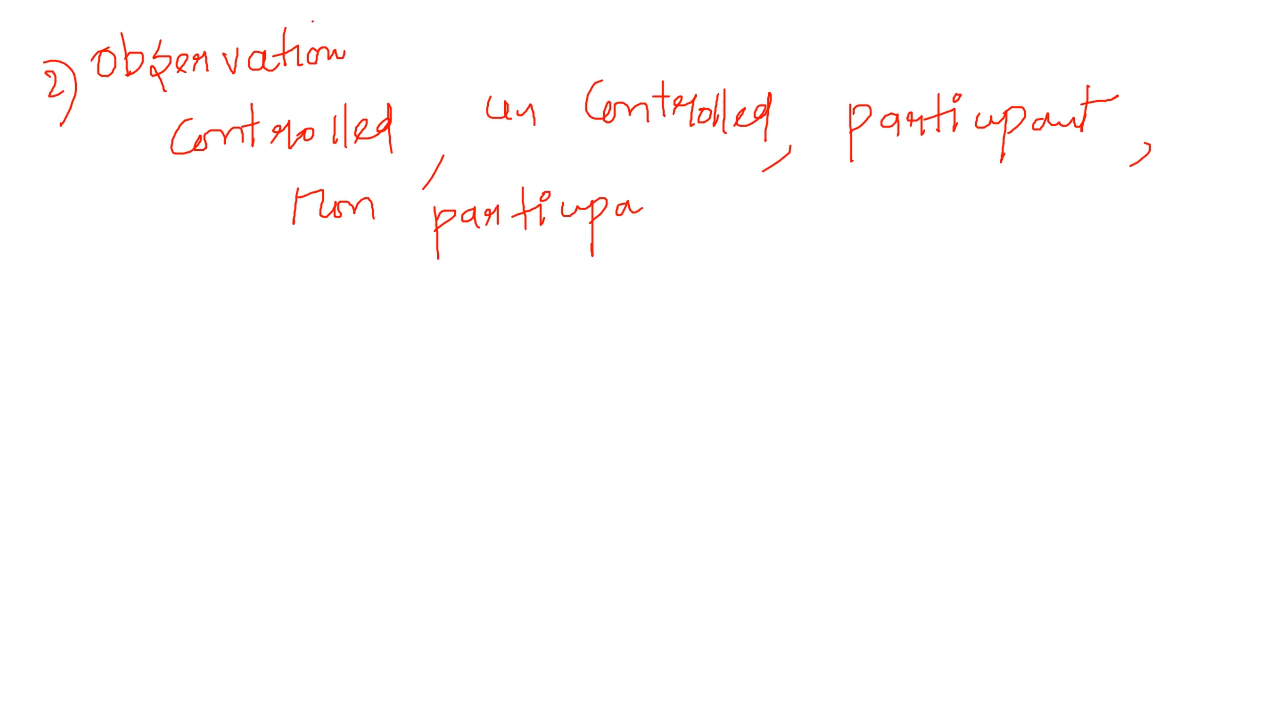 2) Observation
Controlled, un Controlled, participant,
Non participa